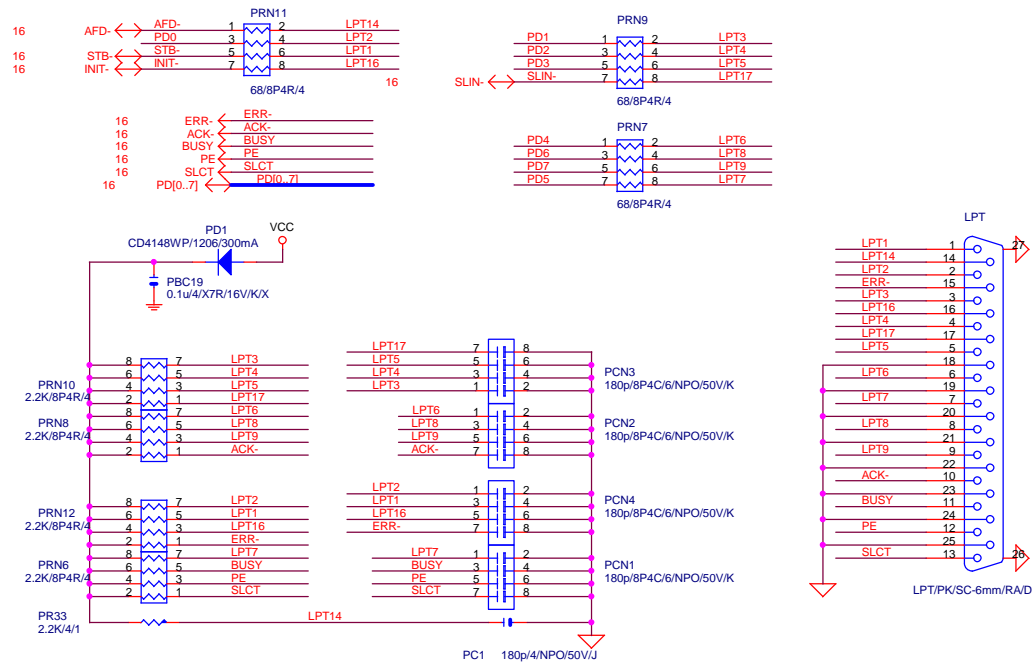 PRN11
16 AFD- AFD- 1 2 LPT14
PD0 3 4 LPT2
16 STB- STB- 5 6 LPT1
16 INIT- INIT- 7 8 LPT16
68/8P4R/4
PRN9
PD1 1 2 LPT3
PD2 3 4 LPT4
PD3 5 6 LPT5
16 SLIN- SLIN- 7 8 LPT17
68/8P4R/4
16 ERR- ERR-
16 ACK- ACK-
16 BUSY BUSY
16 PE PE
16 SLCT SLCT
16 PD[0..7] PD[0..7]
PRN7
PD4 1 2 LPT6
PD6 3 4 LPT8
PD7 5 6 LPT9
PD5 7 8 LPT7
68/8P4R/4
PD1
CD4148WP/1206/300mA
VCC
PBC19
0.1u/4/X7R/16V/K/X
PRN10
2.2K/8P4R/4
8 7 LPT3
6 5 LPT4
4 3 LPT5
2 1 LPT17
PRN8
2.2K/8P4R/4
8 7 LPT6
6 5 LPT8
4 3 LPT9
2 1 ACK-
PRN12
2.2K/8P4R/4
8 7 LPT2
6 5 LPT1
4 3 LPT16
2 1 ERR-
PRN6
2.2K/8P4R/4
8 7 LPT7
6 5 BUSY
4 3 PE
2 1 SLCT
PR33
2.2K/4/1
LPT14
LPT17 7 8
LPT5 5 6
LPT4 3 4
LPT3 1 2
PCN3
180p/8P4C/6/NPO/50V/K
LPT6 1 2
LPT8 3 4
LPT9 5 6
ACK- 7 8
PCN2
180p/8P4C/6/NPO/50V/K
LPT2 1 2
LPT1 3 4
LPT16 5 6
ERR- 7 8
PCN4
180p/8P4C/6/NPO/50V/K
LPT7 1 2
BUSY 3 4
PE 5 6
SLCT 7 8
PCN1
180p/8P4C/6/NPO/50V/K
PC1 180p/4/NPO/50V/J
LPT
LPT1 1 27
LPT14 14
LPT2 2
ERR- 15
LPT3 3
LPT16 16
LPT4 4
LPT17 17
LPT5 5
18
LPT6 6
19
LPT7 7
20
LPT8 8
21
LPT9 9
22
ACK- 10
23
BUSY 11
24
PE 12
25
SLCT 13 26
LPT/PK/SC-6mm/RA/D